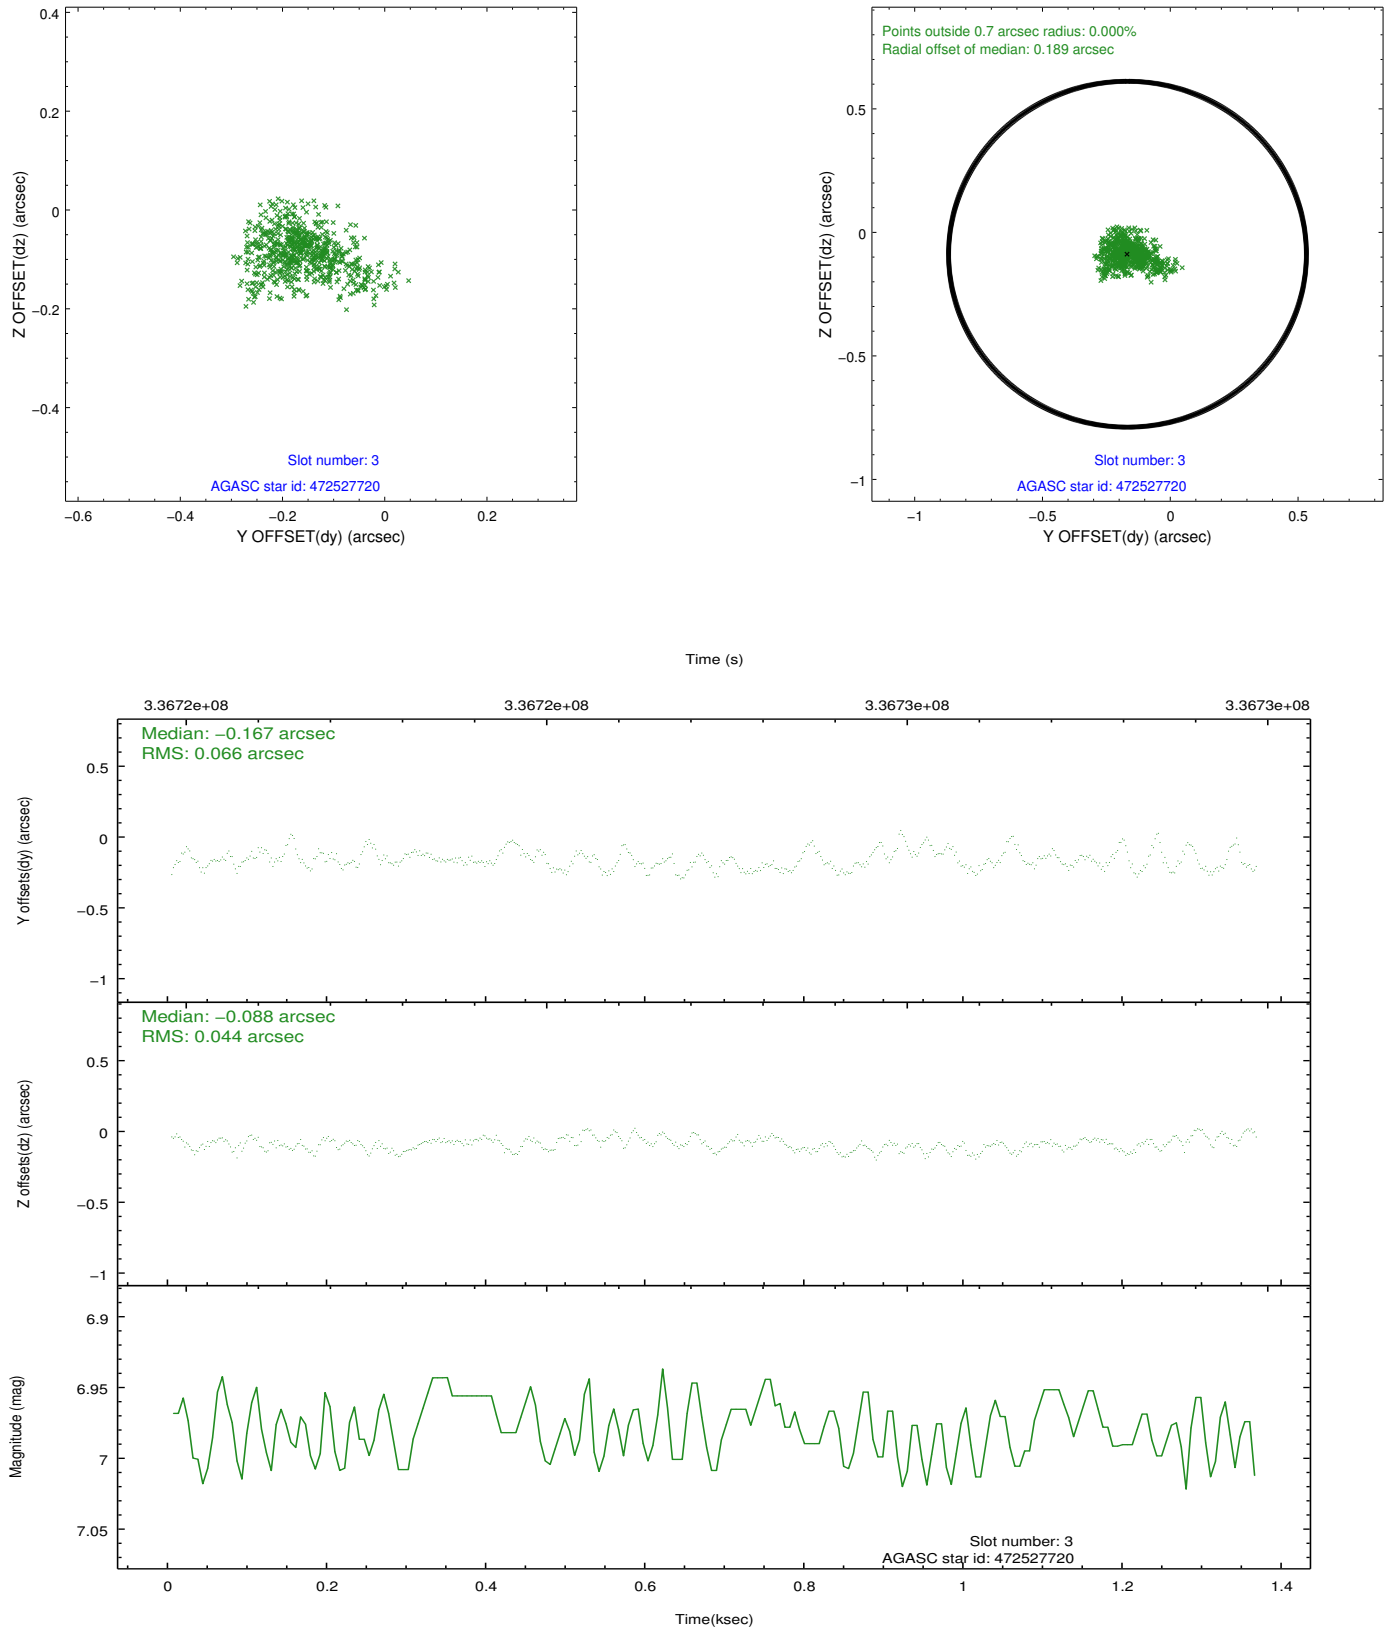 0.4
0.2
0
−0.2
−0.4
Z OFFSET(dz) (arcsec)
Slot number: 3
AGASC star id: 472527720
−0.6 −0.4 −0.2 0 0.2
Y OFFSET(dy) (arcsec)
Points outside 0.7 arcsec radius: 0.000%
Radial offset of median: 0.189 arcsec
0.5
0
−0.5
−1
Z OFFSET(dz) (arcsec)
Slot number: 3
AGASC star id: 472527720
−1 −0.5 0 0.5
Y OFFSET(dy) (arcsec)
Time (s)
3.3672e+08 3.3672e+08 3.3673e+08 3.3673e+08
Median: −0.167 arcsec
RMS: 0.066 arcsec
0.5
0
−0.5
−1
Y offsets(dy) (arcsec)
Median: −0.088 arcsec
RMS: 0.044 arcsec
0.5
0
−0.5
−1
Z offsets(dz) (arcsec)
6.9
6.95
7
7.05
Magnitude (mag)
Slot number: 3
AGASC star id: 472527720
0 0.2 0.4 0.6 0.8 1 1.2 1.4
Time(ksec)